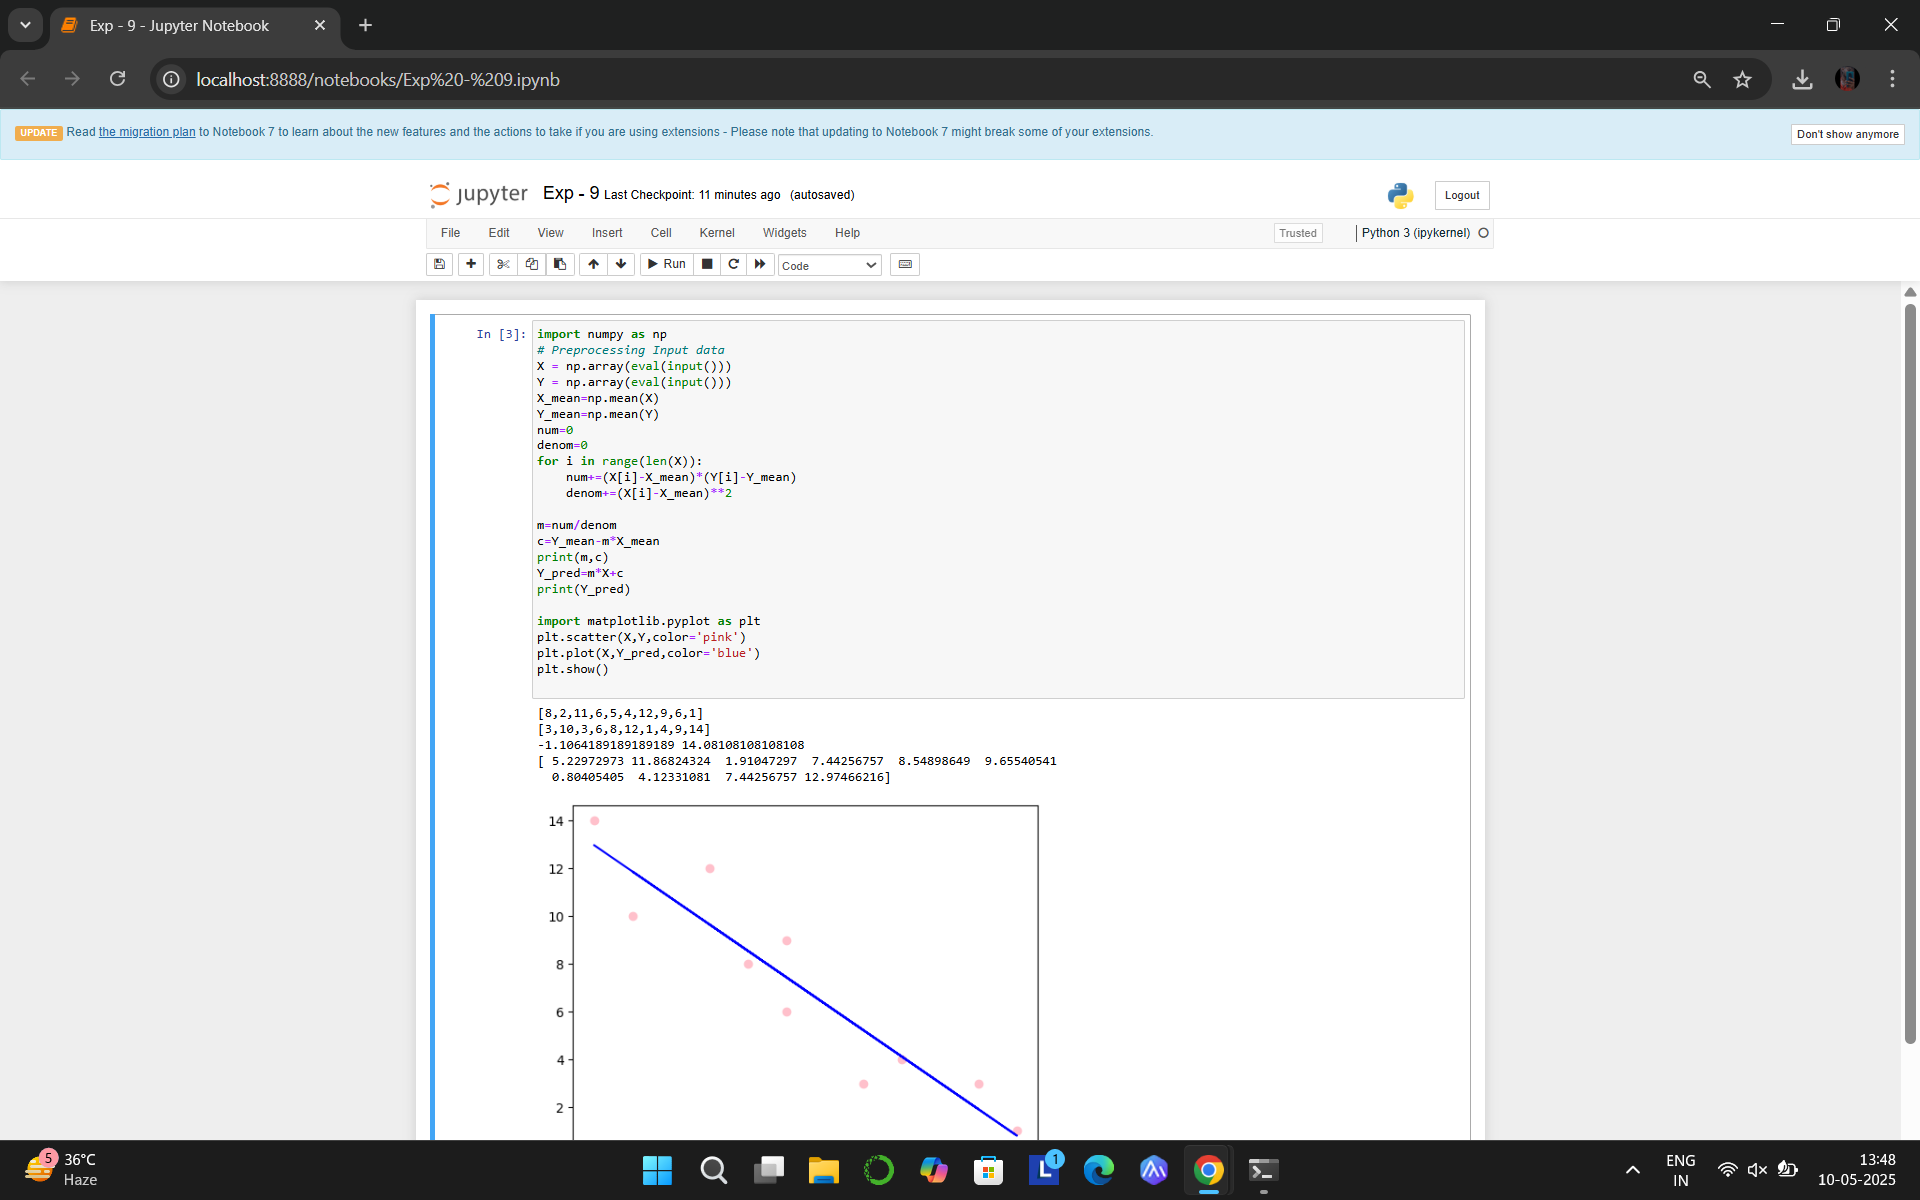 Exp - 9 - Jupyter Notebook
localhost:8888/notebooks/Exp%20-%209.ipynb
UPDATE Read the migration plan to Notebook 7 to learn about the new features and the actions to take if you are using extensions - Please note that updating to Notebook 7 might break some of your extensions.
Don't show anymore
jupyter Exp - 9 Last Checkpoint: 11 minutes ago (autosaved)
Logout
File Edit View Insert Cell Kernel Widgets Help
Trusted
Python 3 (ipykernel)
Run
Code
In [3]:
import numpy as np
# Preprocessing Input data
X = np.array(eval(input()))
Y = np.array(eval(input()))
X_mean=np.mean(X)
Y_mean=np.mean(Y)
num=0
denom=0
for i in range(len(X)):
    num+=(X[i]-X_mean)*(Y[i]-Y_mean)
    denom+=(X[i]-X_mean)**2
m=num/denom
c=Y_mean-m*X_mean
print(m,c)
Y_pred=m*X+c
print(Y_pred)
import matplotlib.pyplot as plt
plt.scatter(X,Y,color='pink')
plt.plot(X,Y_pred,color='blue')
plt.show()
[8,2,11,6,5,4,12,9,6,1]
[3,10,3,6,8,12,1,4,9,14]
-1.1064189189189189 14.08108108108108
[ 5.22972973 11.86824324  1.91047297  7.44256757  8.54898649  9.65540541
  0.80405405  4.12331081  7.44256757 12.97466216]
14
12
10
8
6
4
2
5
36°C
Haze
L
1
ENG
IN
13:48
10-05-2025